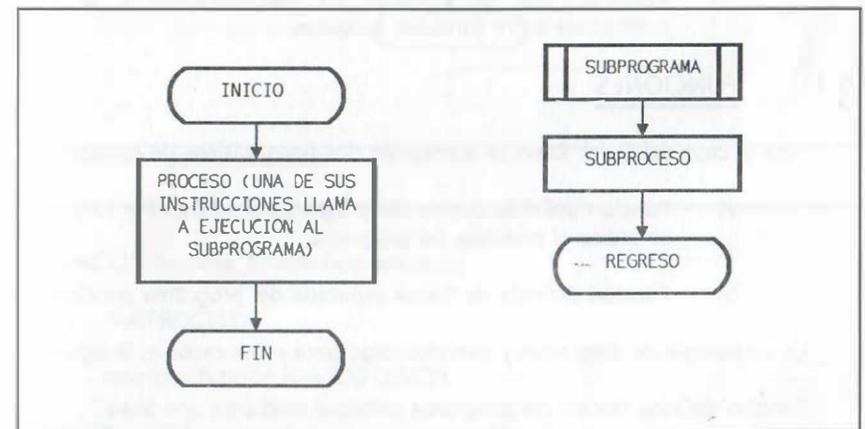 INICIO
PROCESO (UNA DE SUS
INSTRUCCIONES LLAMA
A EJECUCION AL
SUBPROGRAMA)
FIN
SUBPROGRAMA
SUBPROCESO
REGRESO